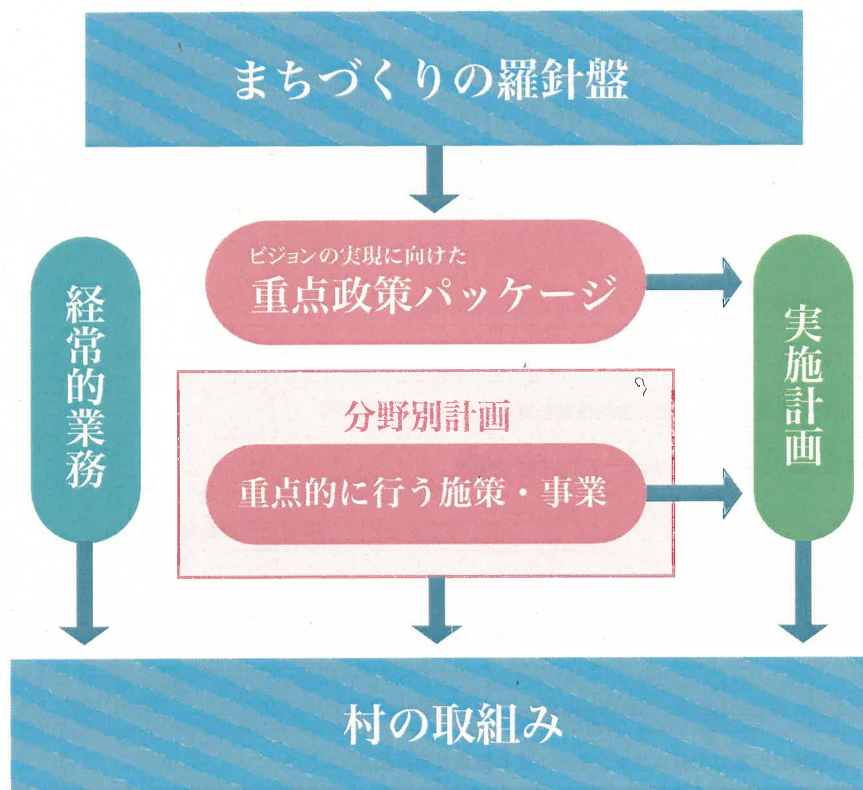 まちづくりの羅針盤
ビジョンの実現に向けた
重点政策パッケージ
経常的業務
実施計画
分野別計画
重点的に行う施策・事業
村の取組み